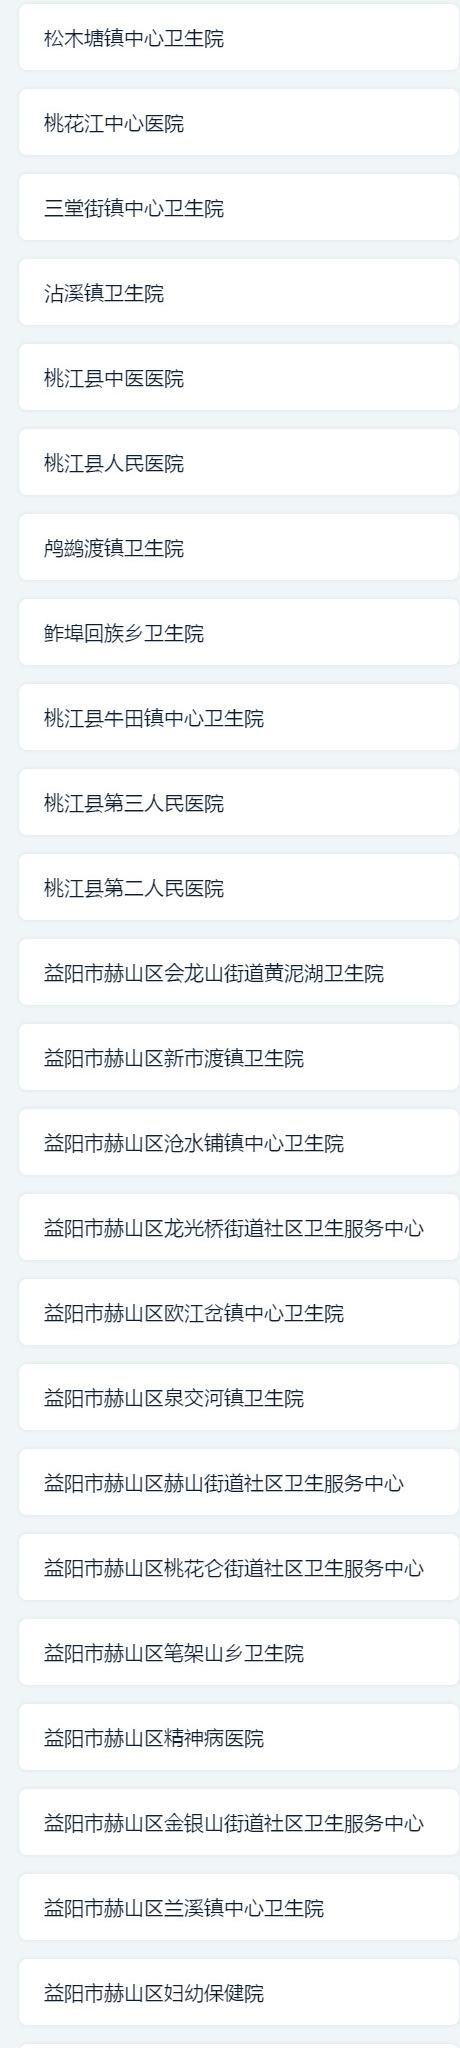 松木塘镇中心卫生院
桃花江中心医院
三堂街镇中心卫生院
沾溪镇卫生院
桃江县中医医院
桃江县人民医院
鸬鹚渡镇卫生院
鲊埠回族乡卫生院
桃江县牛田镇中心卫生院
桃江县第三人民医院
桃江县第二人民医院
益阳市赫山区会龙山街道黄泥湖卫生院
益阳市赫山区新市渡镇卫生院
益阳市赫山区沧水铺镇中心卫生院
益阳市赫山区龙光桥街道社区卫生服务中心
益阳市赫山区欧江岔镇中心卫生院
益阳市赫山区泉交河镇卫生院
益阳市赫山区赫山街道社区卫生服务中心
益阳市赫山区桃花仑街道社区卫生服务中心
益阳市赫山区笔架山乡卫生院
益阳市赫山区精神病医院
益阳市赫山区金银山街道社区卫生服务中心
益阳市赫山区兰溪镇中心卫生院
益阳市赫山区妇幼保健院